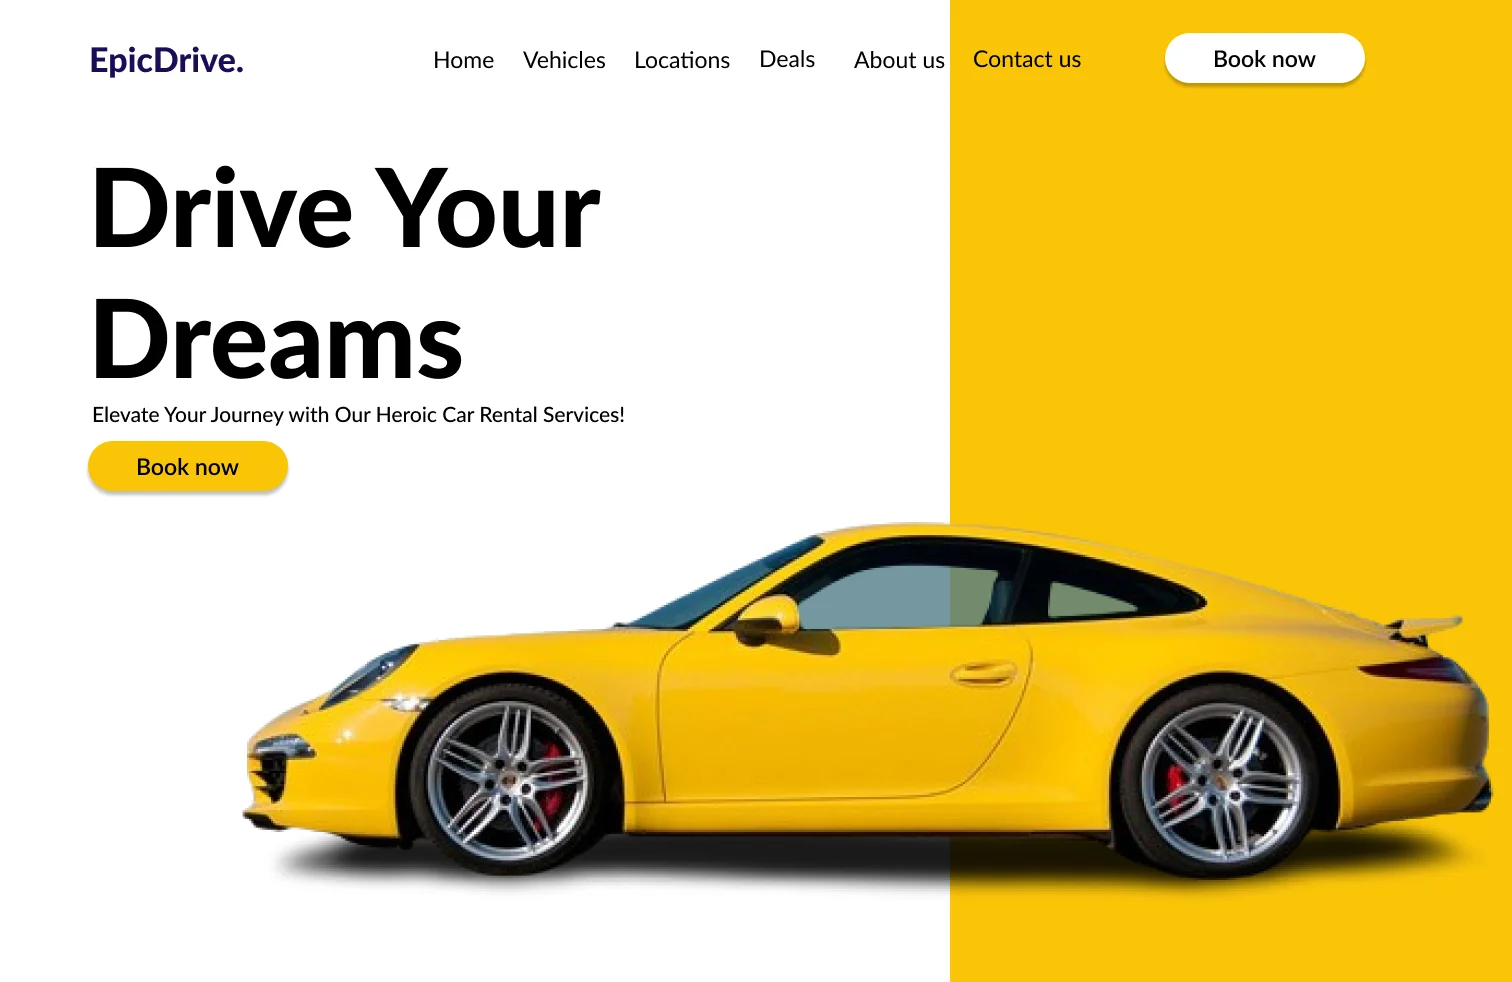 EpicDrive.
Home Vehicles Locations Deals About us Contact us Book now
Drive Your
Dreams
Elevate Your Journey with Our Heroic Car Rental Services!
Book now